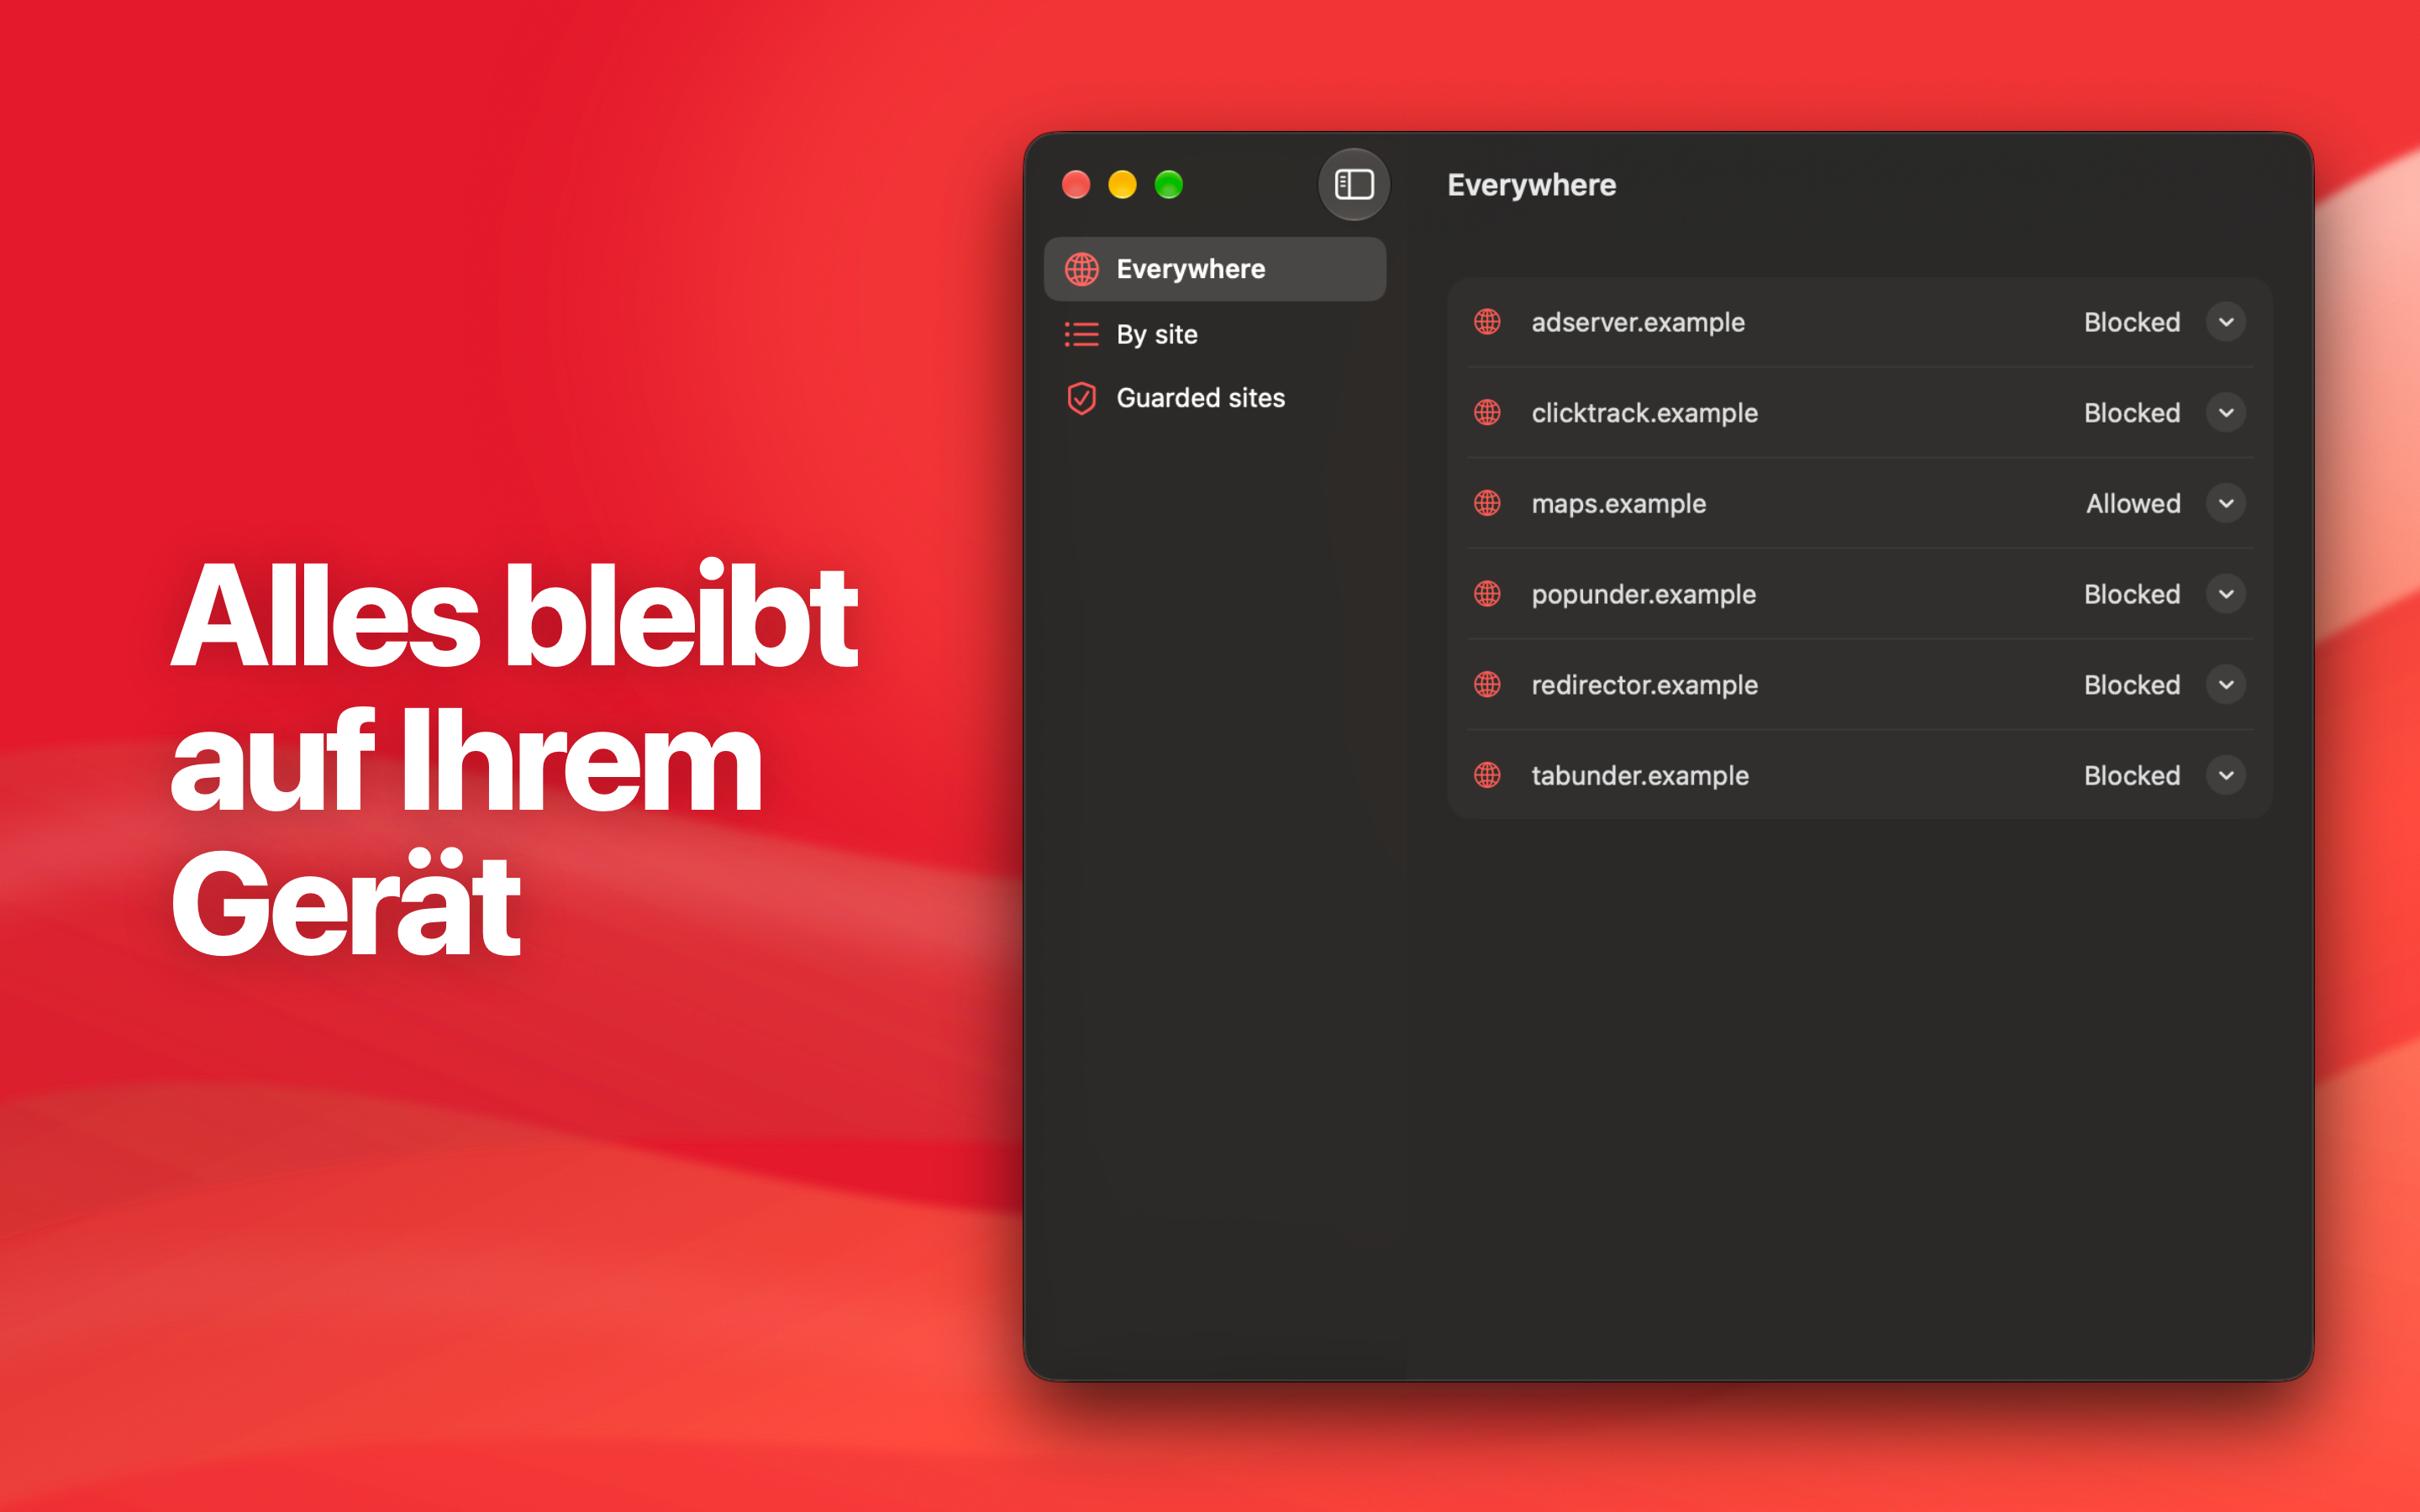 Alles bleibt
auf Ihrem
Gerät
Everywhere
By site
Guarded sites
Everywhere
adserver.example Blocked
clicktrack.example Blocked
maps.example Allowed
popunder.example Blocked
redirector.example Blocked
tabunder.example Blocked